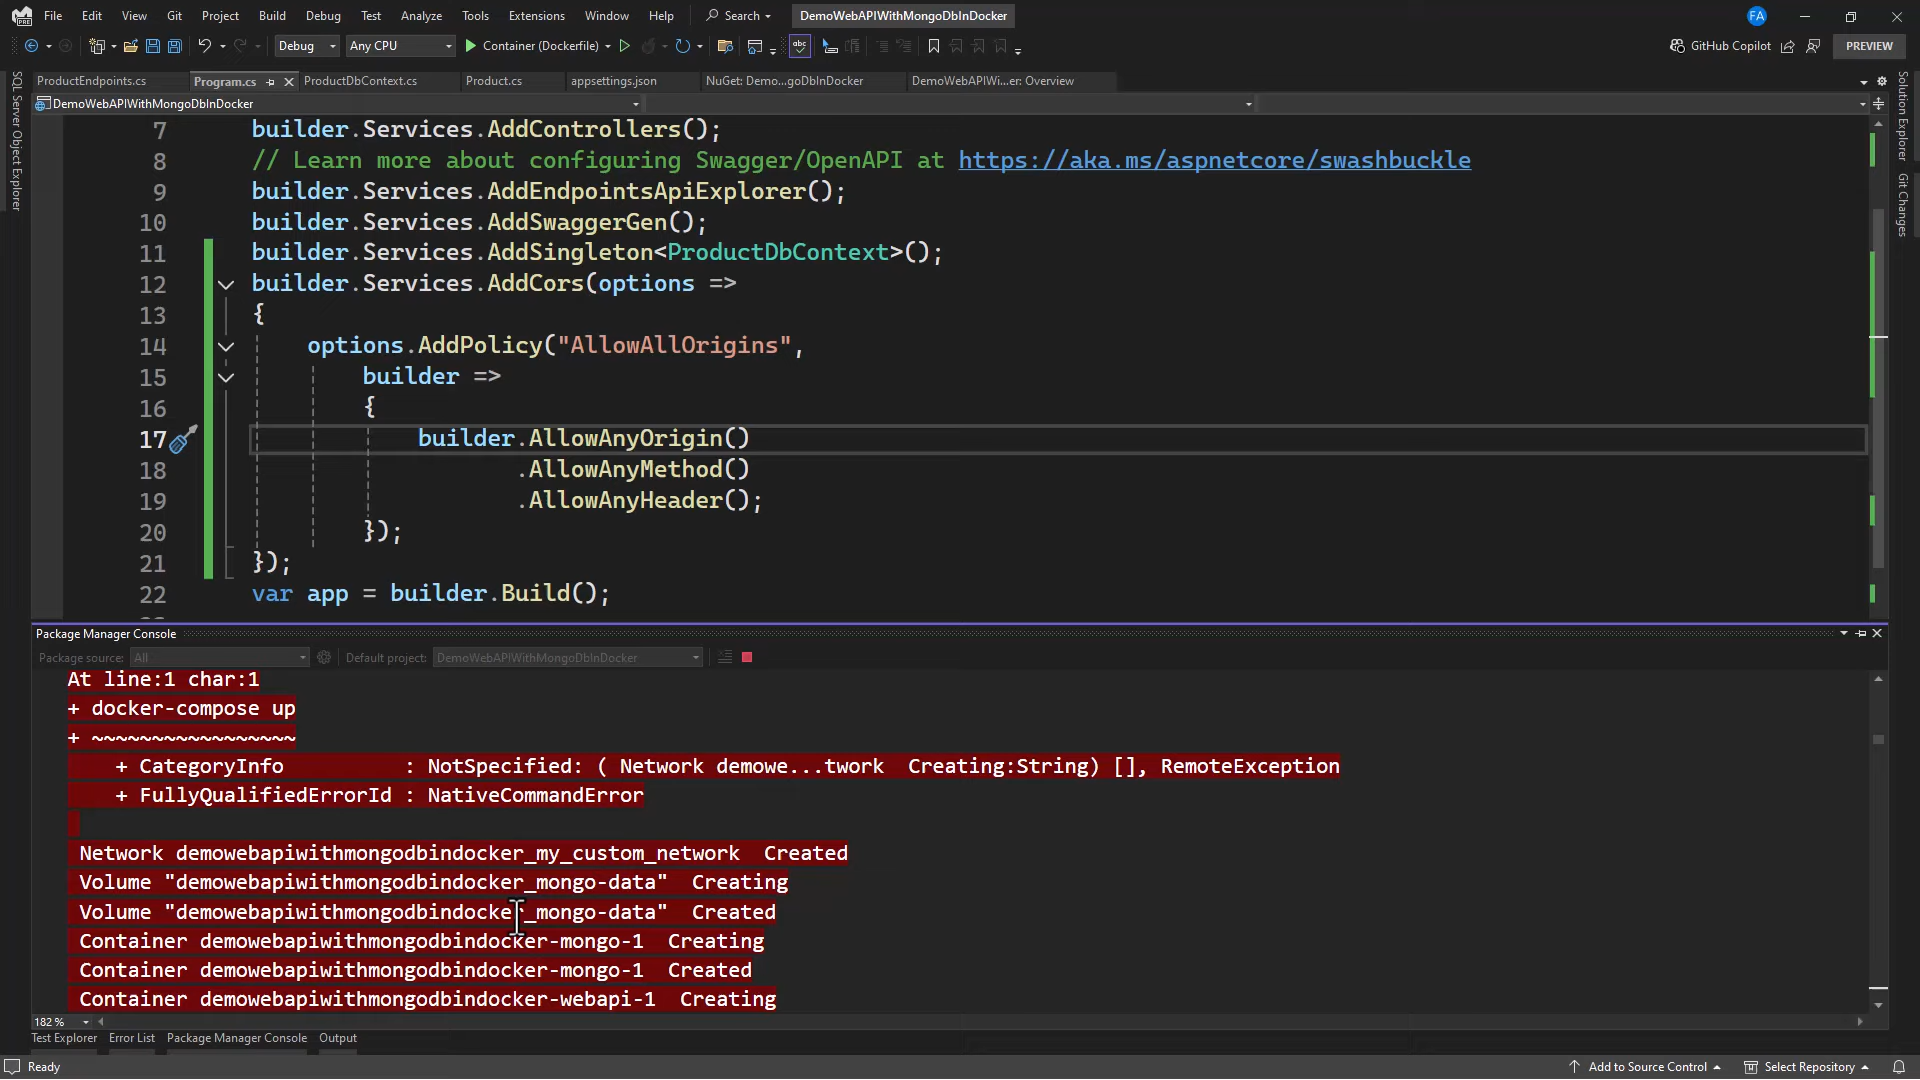 File Edit View Git Project Build Debug Test Analyze Tools Extensions Window Help Search DemoWebAPIWithMongoDbInDocker FA
Debug Any CPU Container (Dockerfile) abc GitHub Copilot PREVIEW
ProductEndpoints.cs Program.cs ProductDbContext.cs Product.cs appsettings.json NuGet: Demo...goDbInDocker DemoWebAPIWi...er: Overview
DemoWebAPIWithMongoDbInDocker
SQL Server Object Explorer
Solution Explorer
Git Changes
7 builder.Services.AddControllers();
8 // Learn more about configuring Swagger/OpenAPI at https://aka.ms/aspnetcore/swashbuckle
9 builder.Services.AddEndpointsApiExplorer();
10 builder.Services.AddSwaggerGen();
11 builder.Services.AddSingleton<ProductDbContext>();
12 builder.Services.AddCors(options =>
13 {
14 options.AddPolicy("AllowAllOrigins",
15 builder =>
16 {
17 builder.AllowAnyOrigin()
18 .AllowAnyMethod()
19 .AllowAnyHeader();
20 });
21 });
22 var app = builder.Build();
Package Manager Console
Package source: All Default project: DemoWebAPIWithMongoDbInDocker
At line:1 char:1
+ docker-compose up
+ ~~~~~~~~~~~~~~~~~
+ CategoryInfo : NotSpecified: ( Network demowe...twork Creating:String) [], RemoteException
+ FullyQualifiedErrorId : NativeCommandError
Network demowebapiwithmongodbindocker_my_custom_network Created
Volume "demowebapiwithmongodbindocker_mongo-data" Creating
Volume "demowebapiwithmongodbindocker_mongo-data" Created
Container demowebapiwithmongodbindocker-mongo-1 Creating
Container demowebapiwithmongodbindocker-mongo-1 Created
Container demowebapiwithmongodbindocker-webapi-1 Creating
182 %
Test Explorer Error List Package Manager Console Output
Ready Add to Source Control Select Repository